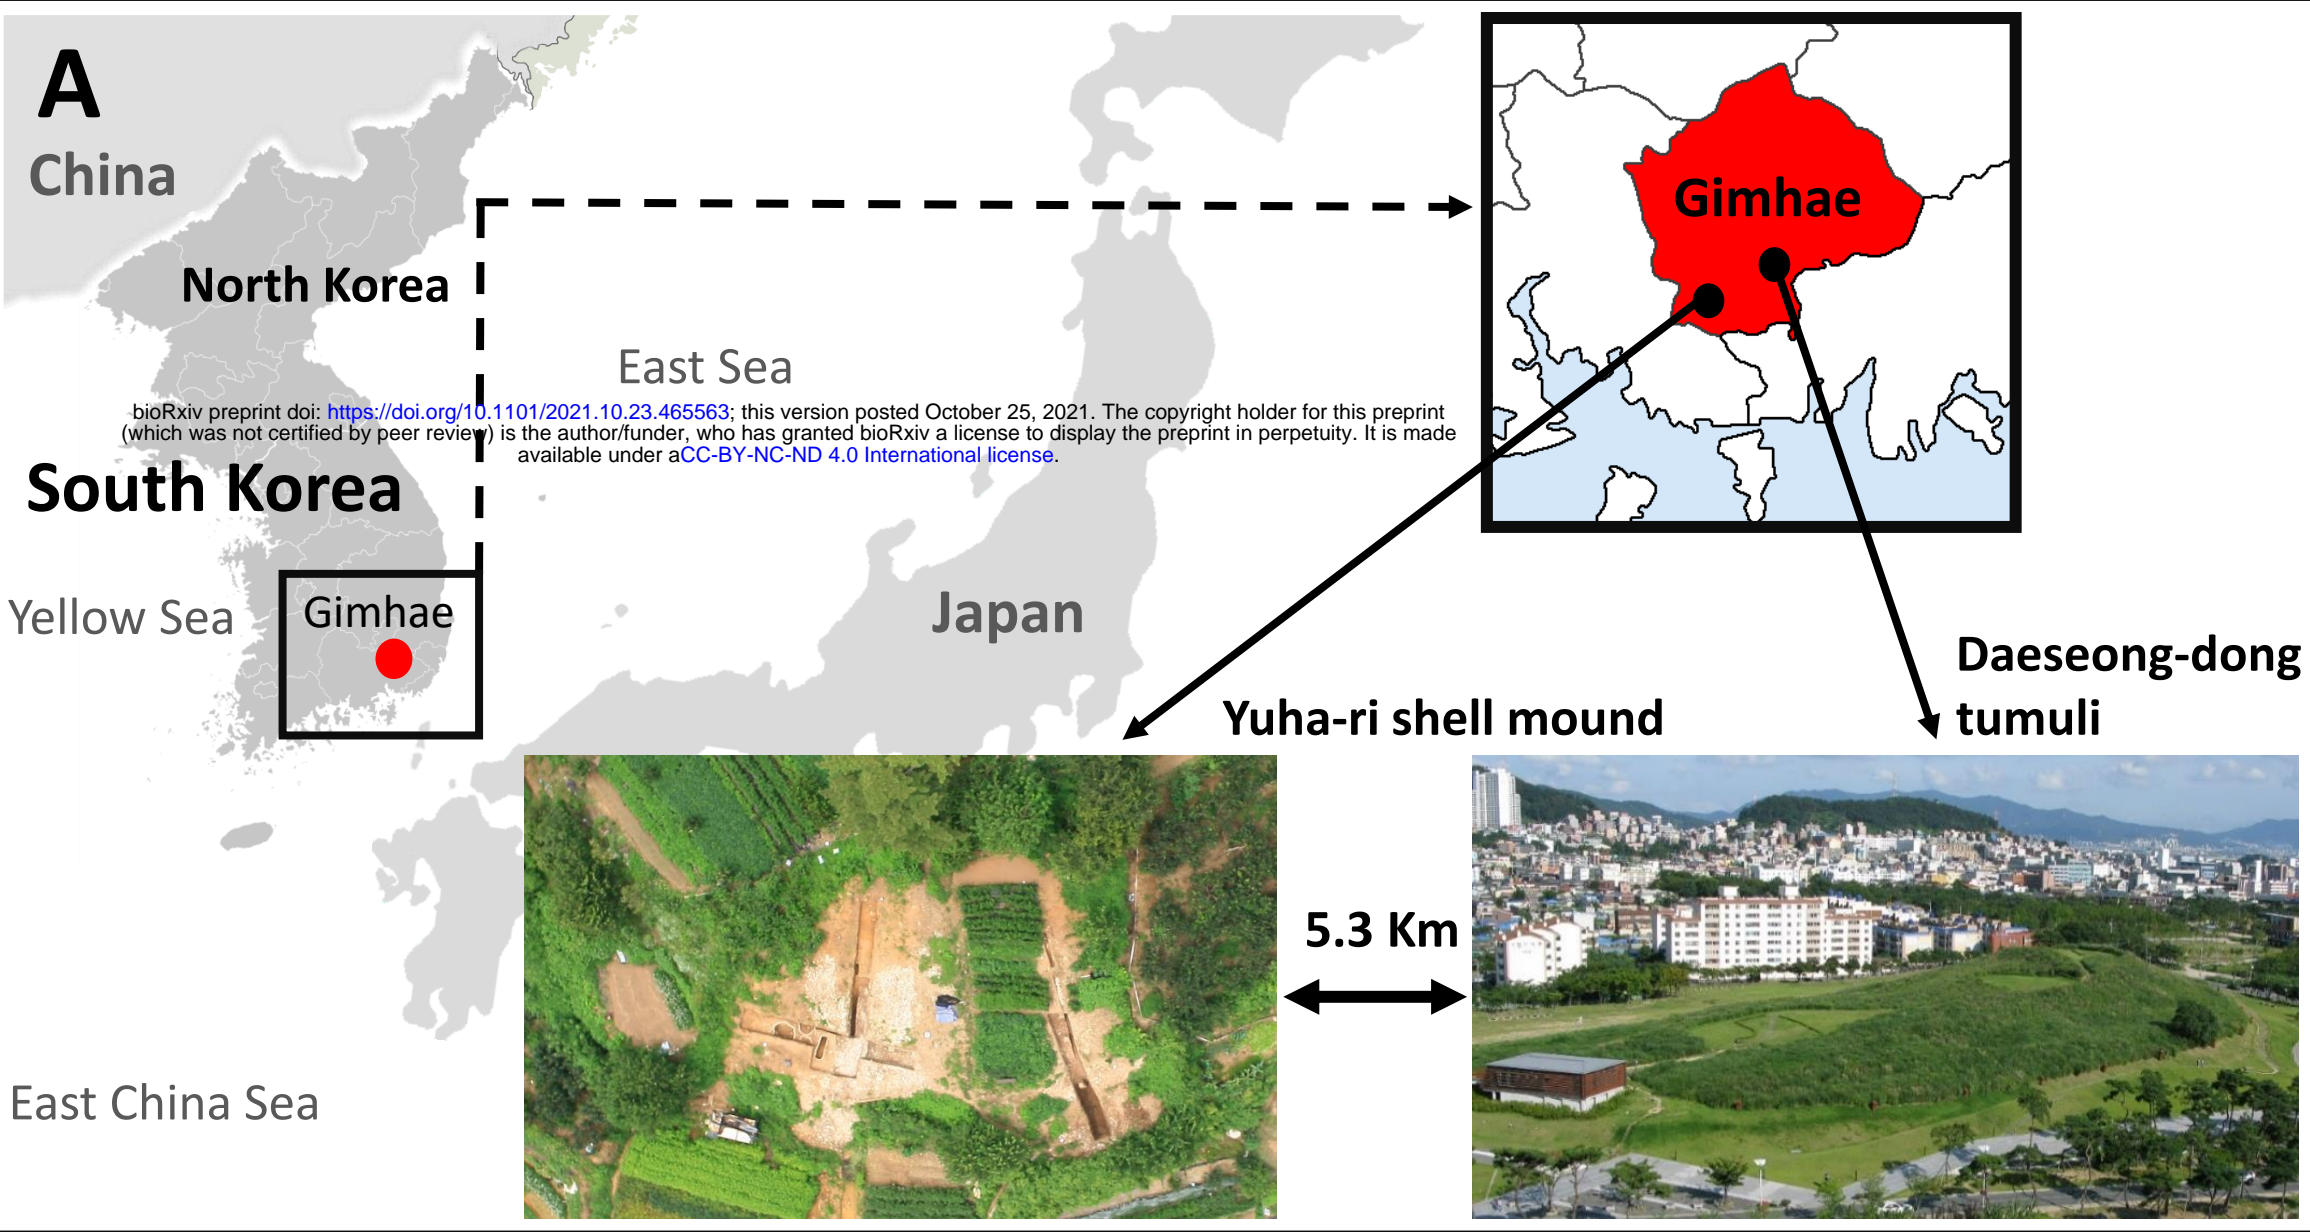 A
China
Gimhae
North Korea
East Sea
bioRxiv preprint doi: https://doi.org/10.1101/2021.10.23.465563; this version posted October 25, 2021. The copyright holder for this preprint
(which was not certified by peer review) is the author/funder, who has granted bioRxiv a license to display the preprint in perpetuity. It is made
available under aCC-BY-NC-ND 4.0 International license.
South Korea
Yellow Sea
Gimhae
Japan
Daeseong-dong
tumuli
Yuha-ri shell mound
5.3 Km
East China Sea